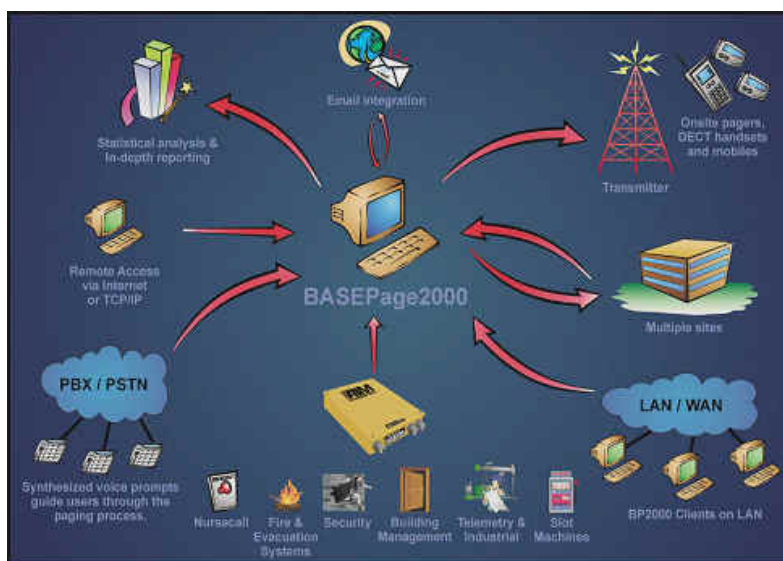 Email integration
Statistical analysis &
In-depth reporting
Onsite pagers,
DECT handsets
and mobiles
Transmitter
Remote Access
via Internet
or TCP/IP
BASEPage2000
Multiple sites
PBX / PSTN
LAN / WAN
Synthesized voice prompts
guide users through the
paging process.
Nursecall
Fire &
Evacuation
Systems
Security
Building
Management
Telemetry &
Industrial
Slot
Machines
BP2000 Clients on LAN